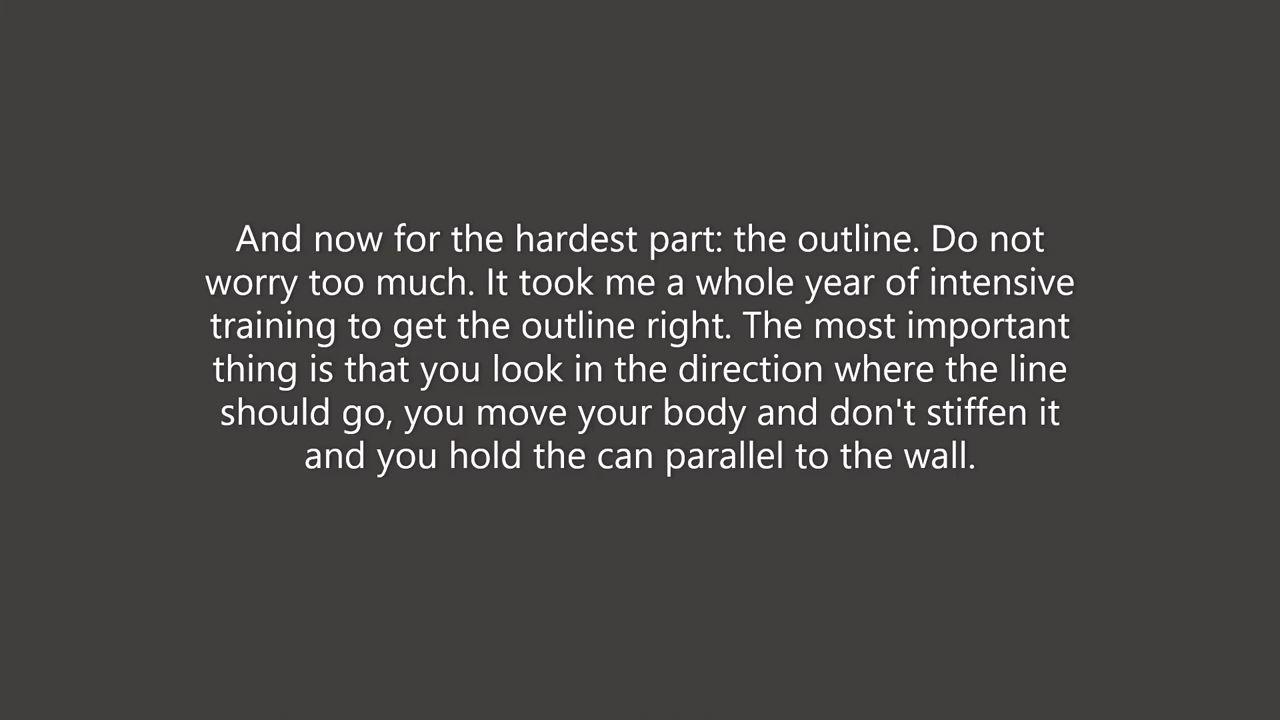 And now for the hardest part: the outline. Do not
worry too much. It took me a whole year of intensive
training to get the outline right. The most important
thing is that you look in the direction where the line
should go, you move your body and don't stiffen it
and you hold the can parallel to the wall.